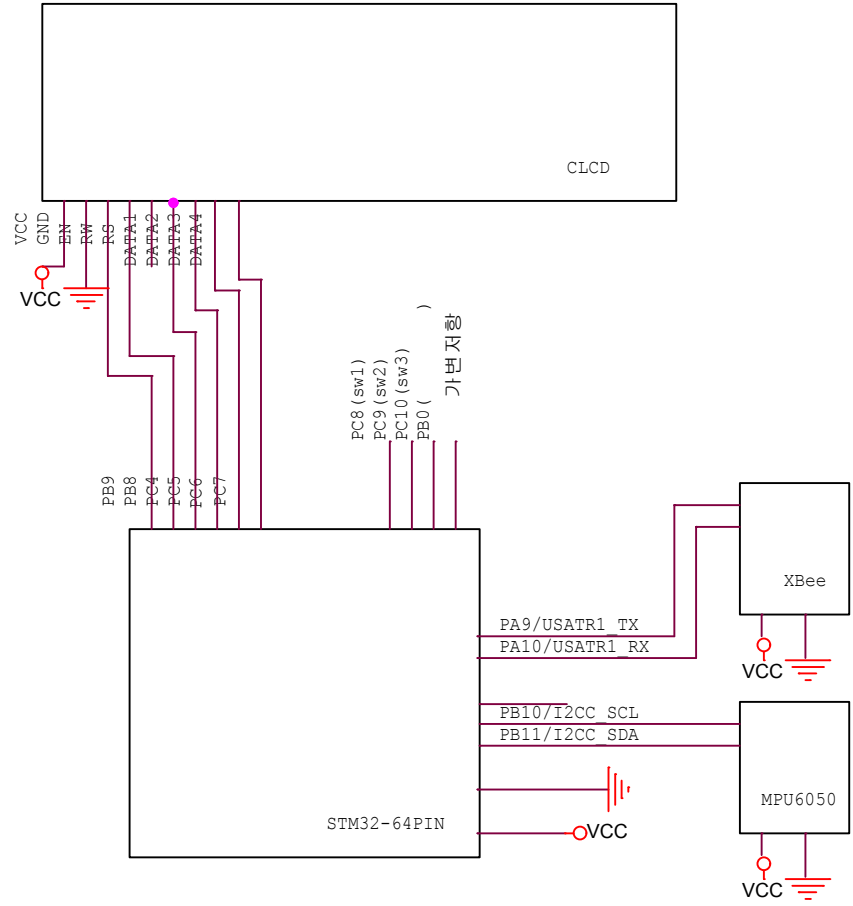 CLCD
VCC
GND
EN
RW
RS
DATA1
DATA2
DATA3
DATA4
VCC
PC8(sw1)
PC9(sw2)
PC10(sw3)
PB0( )
가변저항
PB9
PB8
PC4
PC5
PC6
PC7
XBee
PA9/USATR1_TX
PA10/USATR1_RX
VCC
PB10/I2CC_SCL
PB11/I2CC_SDA
MPU6050
STM32-64PIN
VCC
VCC